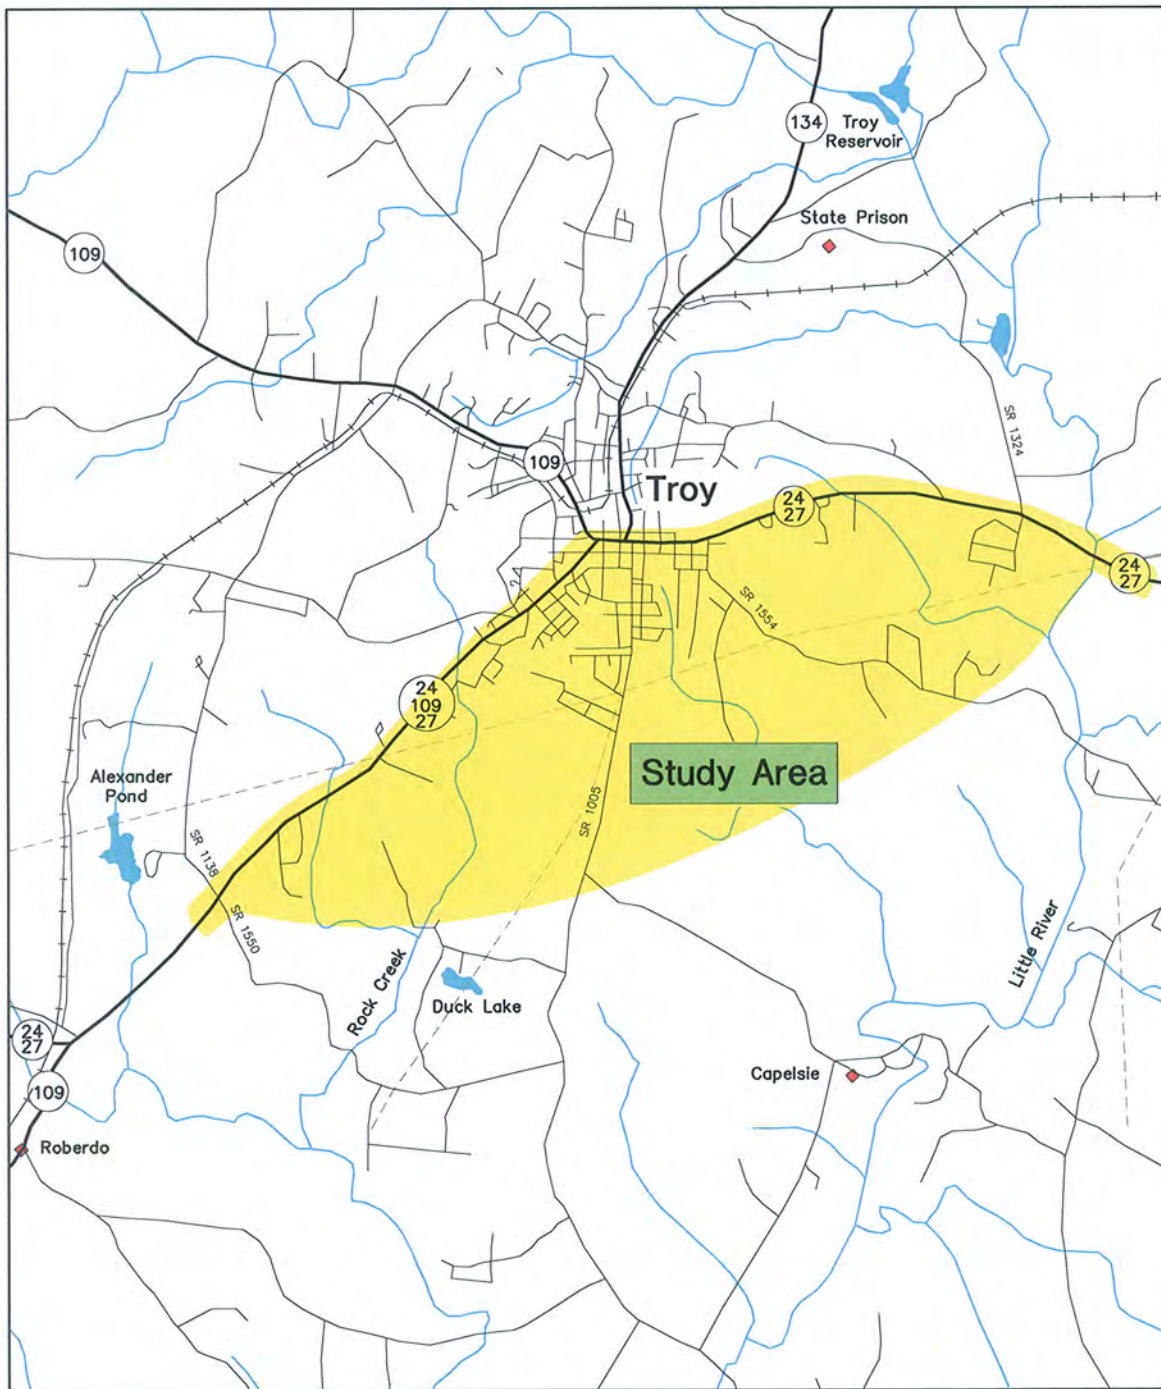 134
Troy
Reservoir
State Prison
109
SR 1324
109
Troy
24
27
24
27
SR 1554
24
109
27
Study Area
Alexander
Pond
SR 1005
SR 1138
SR 1550
Rock Creek
Duck Lake
Little River
24
27
Capelsie
109
Roberdo